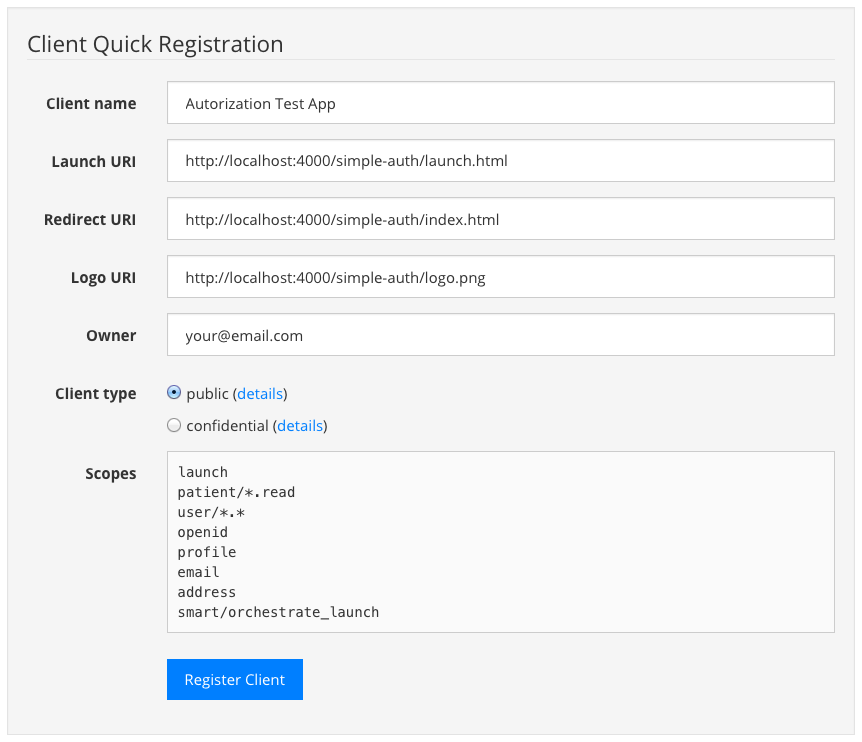 Client Quick Registration
Client name Autorization Test App
Launch URI http://localhost:4000/simple-auth/launch.html
Redirect URI http://localhost:4000/simple-auth/index.html
Logo URI http://localhost:4000/simple-auth/logo.png
Owner your@email.com
Client type public (details)
confidential (details)
Scopes launch
patient/*.read
user/*.*
openid
profile
email
address
smart/orchestrate_launch
Register Client